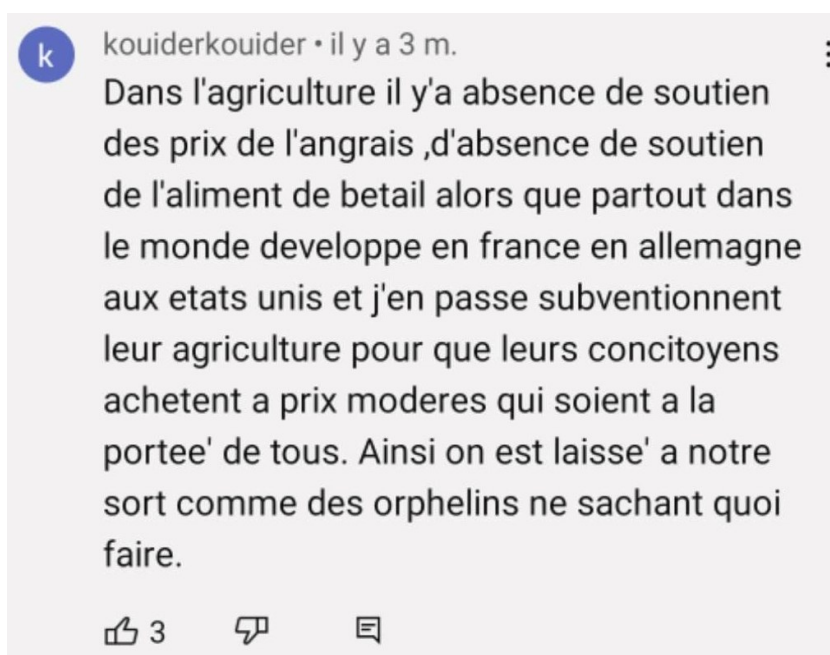 k
kouiderkouider • il y a 3 m.
Dans l'agriculture il y'a absence de soutien
des prix de l'angrais ,d'absence de soutien
de l'aliment de betail alors que partout dans
le monde developpe en france en allemagne
aux etats unis et j'en passe subventionnent
leur agriculture pour que leurs concitoyens
achetent a prix moderes qui soient a la
portee' de tous. Ainsi on est laisse' a notre
sort comme des orphelins ne sachant quoi
faire.
3